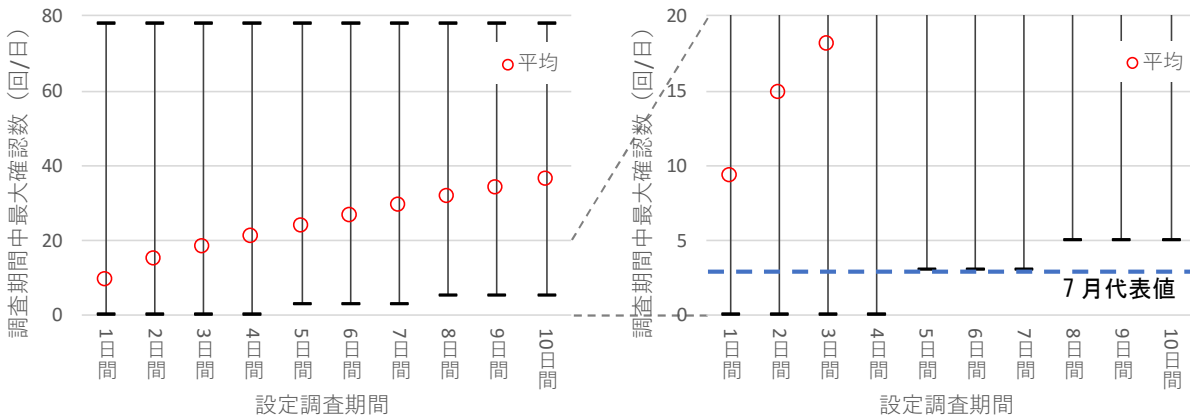 調査期間中最大確認数（回/日）
80
60
40
20
0
平均
1日間
2日間
3日間
4日間
5日間
6日間
7日間
8日間
9日間
10日間
設定調査期間
調査期間中最大確認数（回/日）
20
15
10
5
0
平均
7月代表値
1日間
2日間
3日間
4日間
5日間
6日間
7日間
8日間
9日間
10日間
設定調査期間